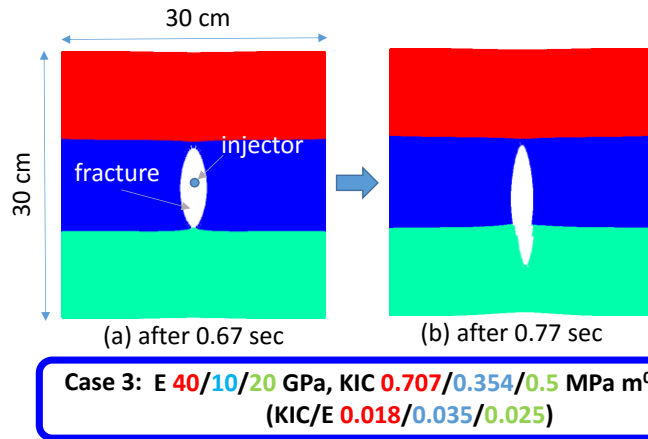 30 cm
30 cm
injector
fracture
(a) after 0.67 sec
(b) after 0.77 sec
Case 3: E 40/10/20 GPa, KIC 0.707/0.354/0.5 MPa m
(KIC/E 0.018/0.035/0.025)